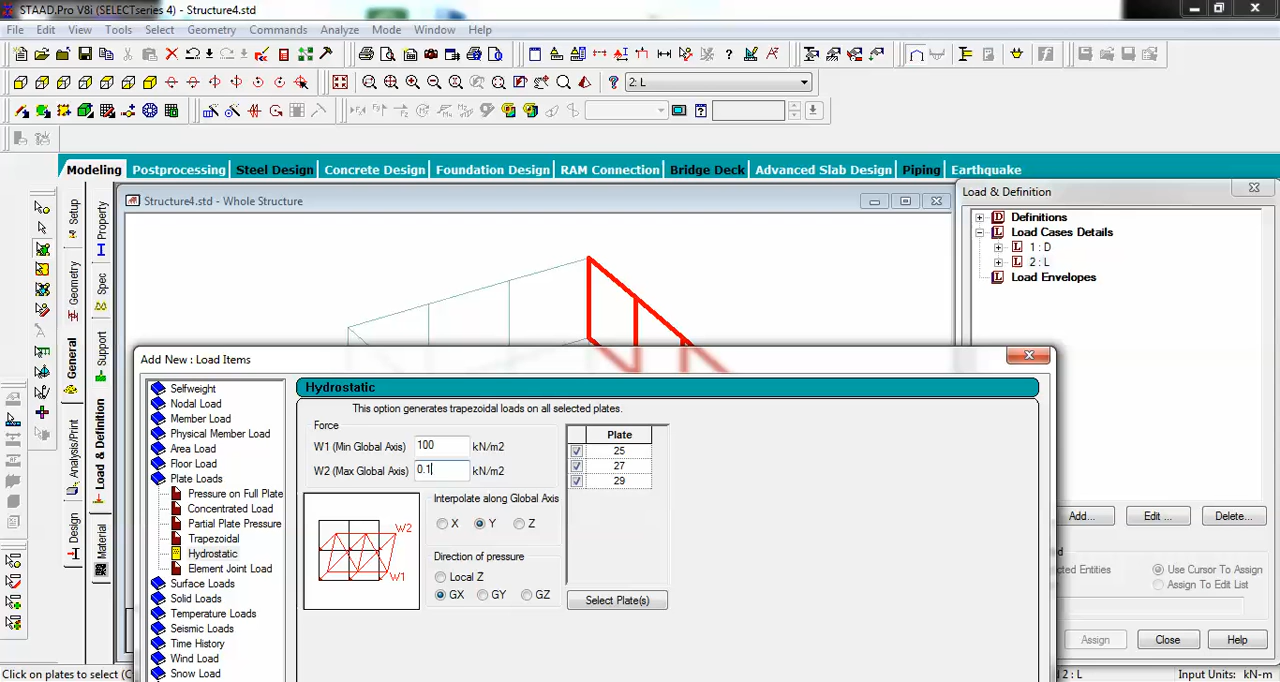 STAAD.Pro V8i (SELECTseries 4) - Structure4.std
File Edit View Tools Select Geometry Commands Analyze Mode Window Help
2: L
Modeling Postprocessing Steel Design Concrete Design Foundation Design RAM Connection Bridge Deck Advanced Slab Design Piping Earthquake
Setup
Geometry
General
Analysis/Print
Design
Property
Spec
Support
Load & Definition
Material
Structure4.std - Whole Structure
Load & Definition
Definitions
Load Cases Details
1 : D
2 : L
Load Envelopes
Add...
Edit ...
Delete...
Use Cursor To Assign
Assign To Edit List
Assign
Close
Help
Add New : Load Items
Selfweight
Nodal Load
Member Load
Physical Member Load
Area Load
Floor Load
Plate Loads
Pressure on Full Plate
Concentrated Load
Partial Plate Pressure
Trapezoidal
Hydrostatic
Element Joint Load
Surface Loads
Solid Loads
Temperature Loads
Seismic Loads
Time History
Wind Load
Snow Load
Hydrostatic
This option generates trapezoidal loads on all selected plates.
Force
W1 (Min Global Axis) 100 kN/m2
W2 (Max Global Axis) 0.1 kN/m2
W2
W1
Interpolate along Global Axis
X Y Z
Direction of pressure
Local Z
GX GY GZ
Plate
25
27
29
Select Plate(s)
Click on plates to select (C
2 : L
Input Units: kN-m